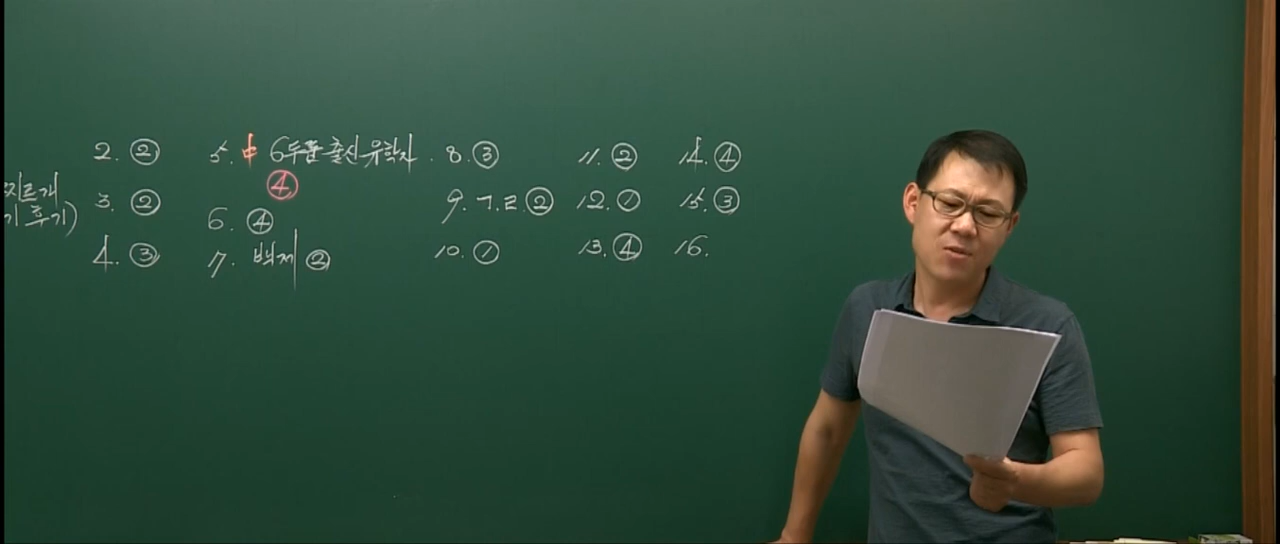 찌르개
기 후기)
2. ②
3. ②
4. ③
5. 中 6두품 출신 유학자.
④
6. ④
7. 백제 ②
8. ③
9. ㄱ.ㄹ ②
10. ①
11. ②
12. ①
13. ④
14. ④
15. ③
16.